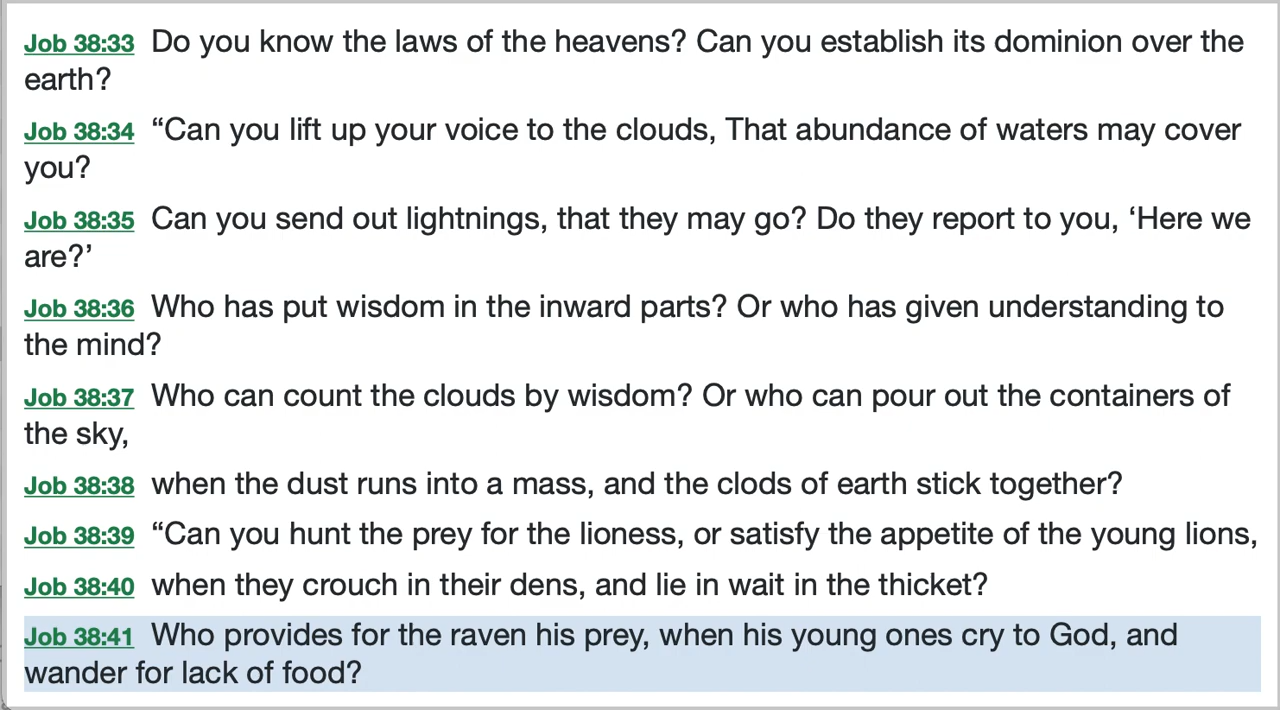 Job 38:33 Do you know the laws of the heavens? Can you establish its dominion over the
earth?
Job 38:34 “Can you lift up your voice to the clouds, That abundance of waters may cover
you?
Job 38:35 Can you send out lightnings, that they may go? Do they report to you, ‘Here we
are?’
Job 38:36 Who has put wisdom in the inward parts? Or who has given understanding to
the mind?
Job 38:37 Who can count the clouds by wisdom? Or who can pour out the containers of
the sky,
Job 38:38 when the dust runs into a mass, and the clods of earth stick together?
Job 38:39 “Can you hunt the prey for the lioness, or satisfy the appetite of the young lions,
Job 38:40 when they crouch in their dens, and lie in wait in the thicket?
Job 38:41 Who provides for the raven his prey, when his young ones cry to God, and
wander for lack of food?